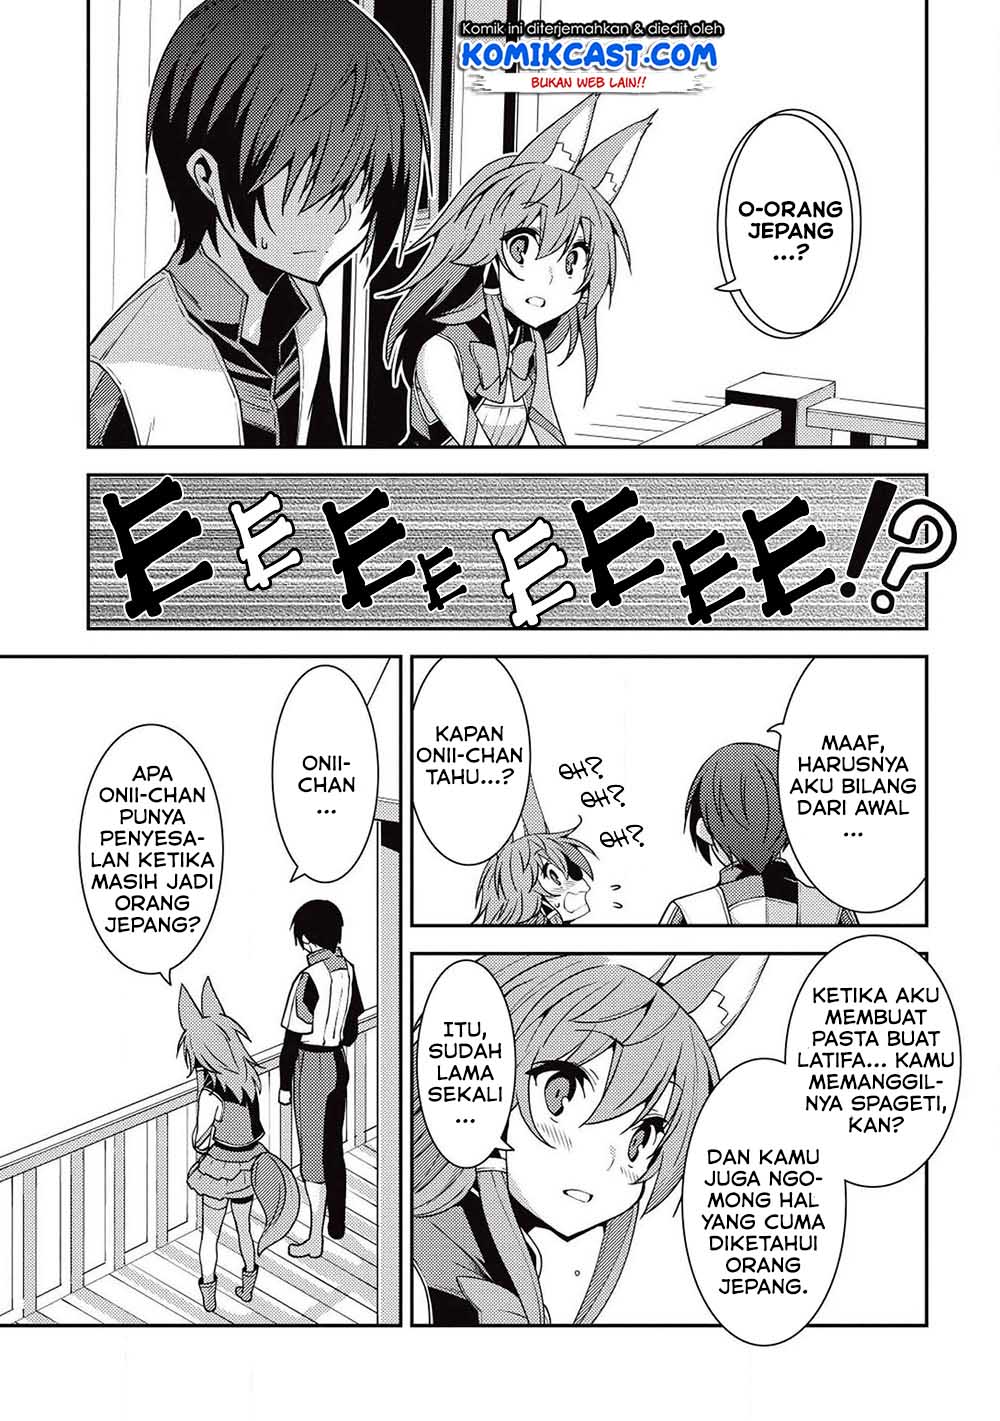 Komik ini diterjemahkan & diedit oleh
KOMIKCAST.COM
BUKAN WEB LAIN!!
O-ORANG
JEPANG
...?
EEEEEEEE!?
MAAF,
HARUSNYA
AKU BILANG
DARI AWAL
...
KAPAN
ONII-CHAN
TAHU...?
OH?
OH?
OH?
KETIKA AKU
MEMBUAT
PASTA BUAT
LATIFA... KAMU
MEMANGGIL-
NYA SPAGETI,
KAN?
DAN KAMU
JUGA NGO-
MONG HAL
YANG CUMA
DIKETAHUI
ORANG
JEPANG.
ITU,
SUDAH
LAMA
SEKALI
...
ONII-
CHAN
...
APA
ONII-CHAN
PUNYA
PENYESA-
LAN KETIKA
MASIH JADI
ORANG
JEPANG?